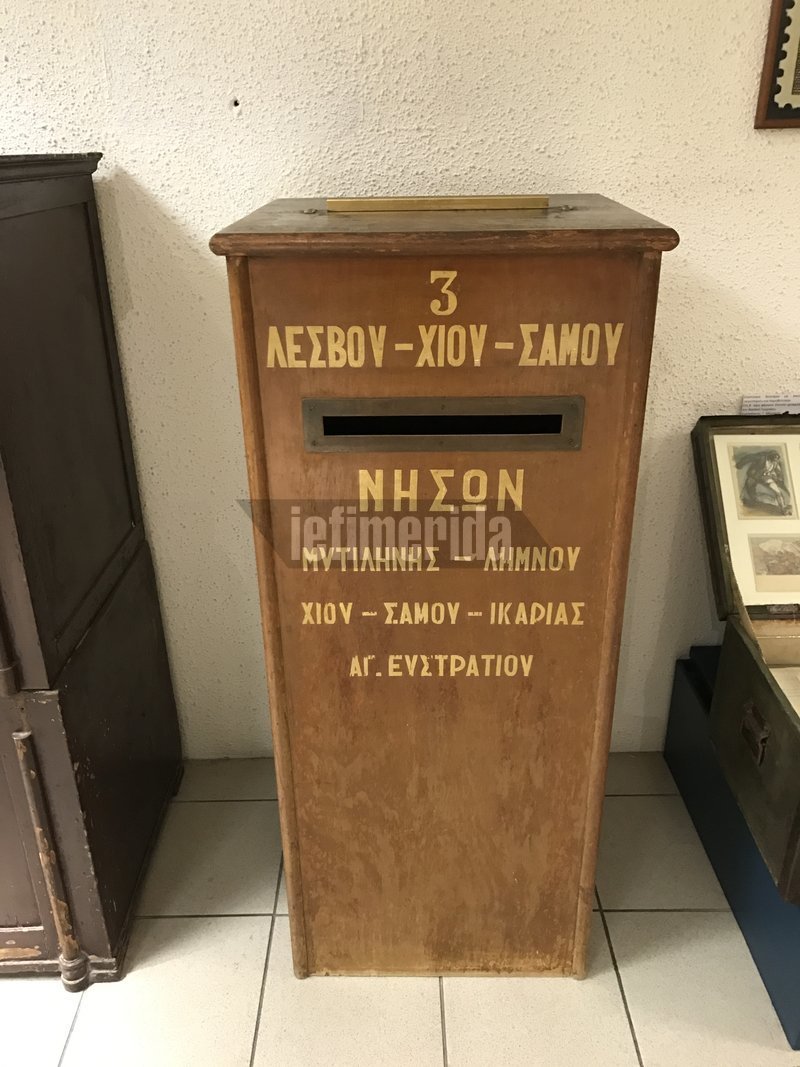 3
ΛΕΣΒΟΥ - ΧΙΟΥ - ΣΑΜΟΥ
ΝΗΣΩΝ
iefimerida
ΜΥΤΙΛΗΝΗΣ - ΛΗΜΝΟΥ
ΧΙΟΥ - ΣΑΜΟΥ - ΙΚΑΡΙΑΣ
ΑΓ. ΕΥΣΤΡΑΤΙΟΥ